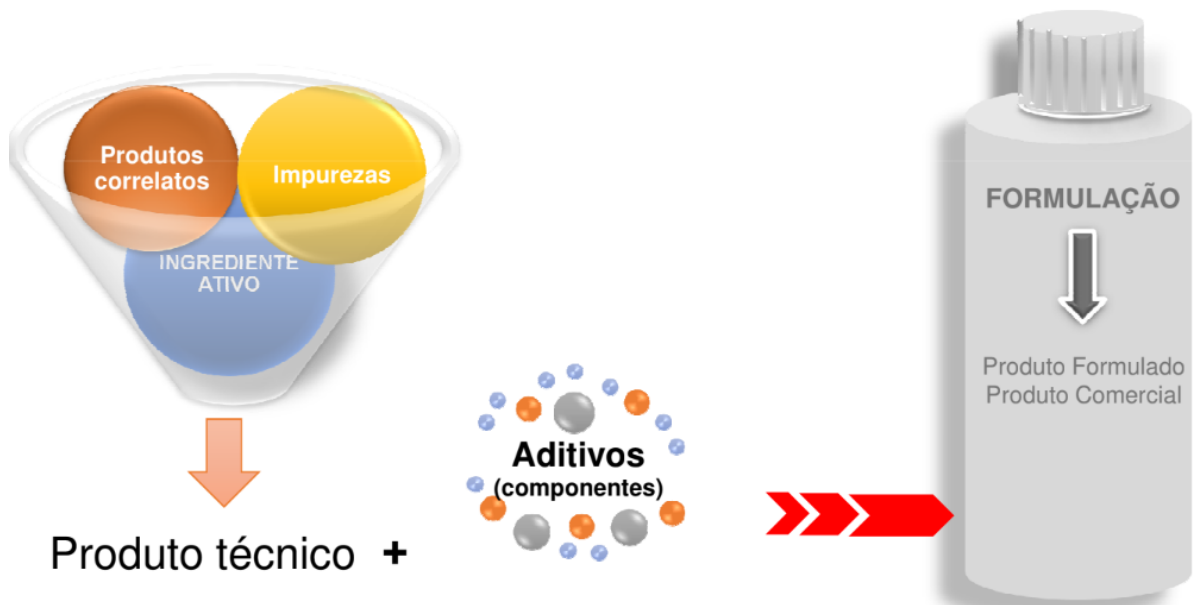 Produtos
correlatos
Impurezas
INGREDIENTE
ATIVO
Produto técnico +
Aditivos
(componentes)
FORMULAÇÃO
Produto Formulado
Produto Comercial